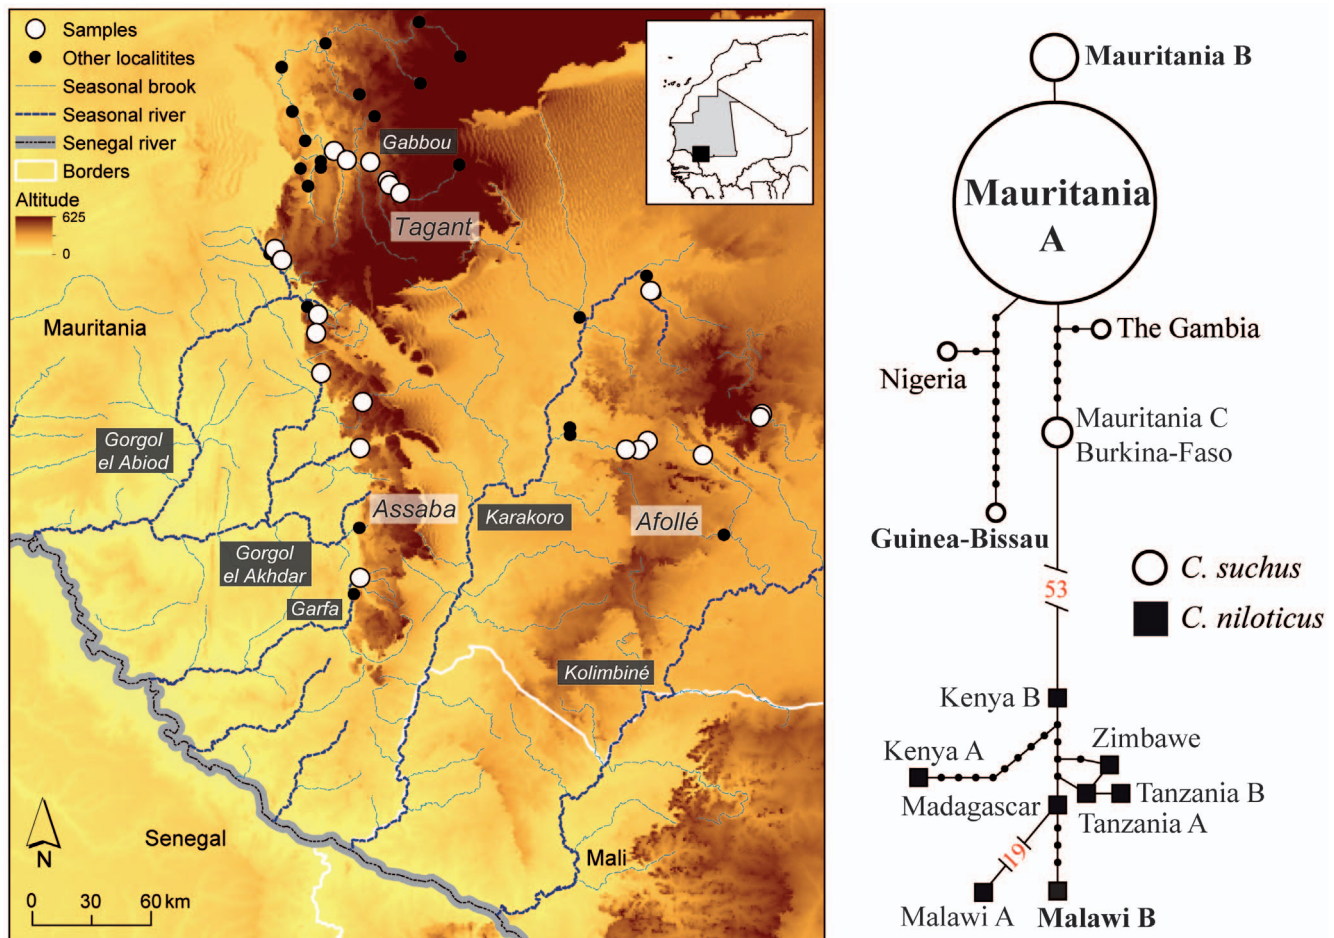 Samples
Other localitites
Seasonal brook
Seasonal river
Senegal river
Borders
Altitude
625
0
Gabbou
Tagant
Mauritania
Gorgol
el Abiod
Assaba
Karakoro
Afollé
Gorgol
el Akhdar
Garfa
Kolimbiné
Senegal
Mali
N
0
30
60 km
Mauritania B
Mauritania
A
The Gambia
Nigeria
Mauritania C
Burkina-Faso
Guinea-Bissau
53
C. suchus
C. niloticus
Kenya B
Kenya A
Zimbawe
Madagascar
Tanzania B
Tanzania A
19
Malawi A
Malawi B